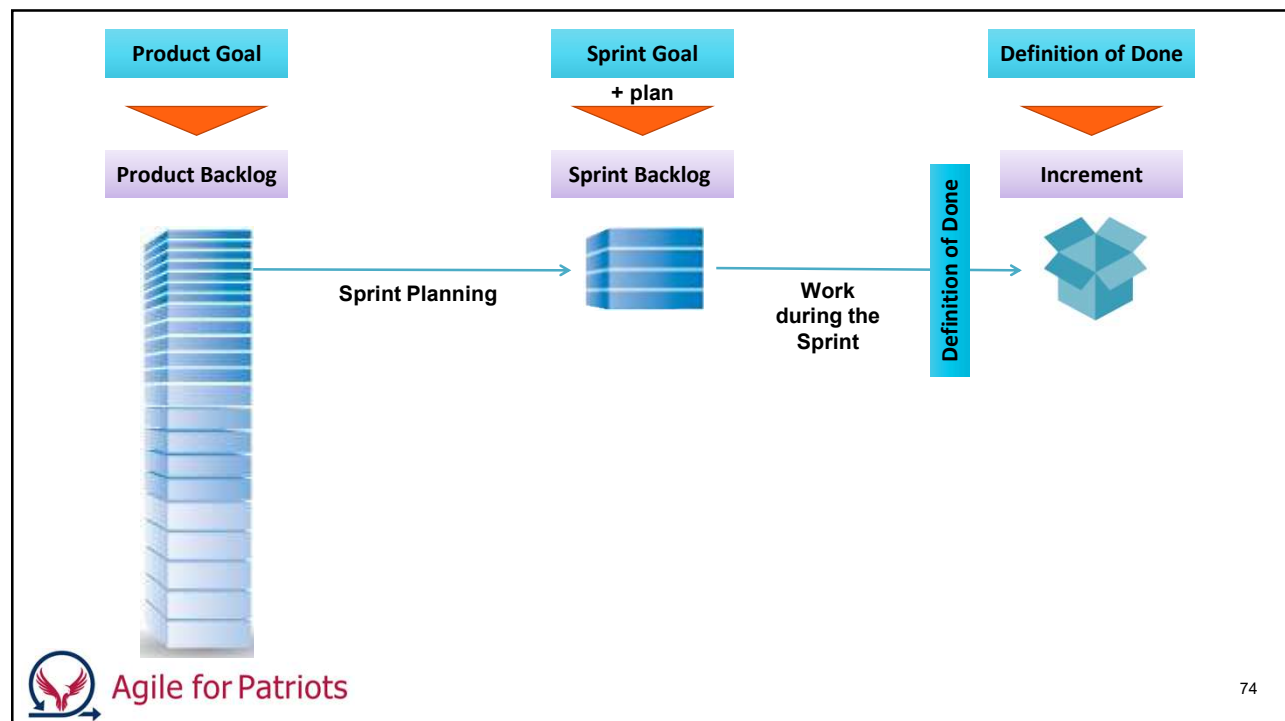 Product Goal
Sprint Goal
Definition of Done
+ plan
Product Backlog
Sprint Backlog
Increment
Sprint Planning
Work
during the
Sprint
Definition of Done
Agile for Patriots
74